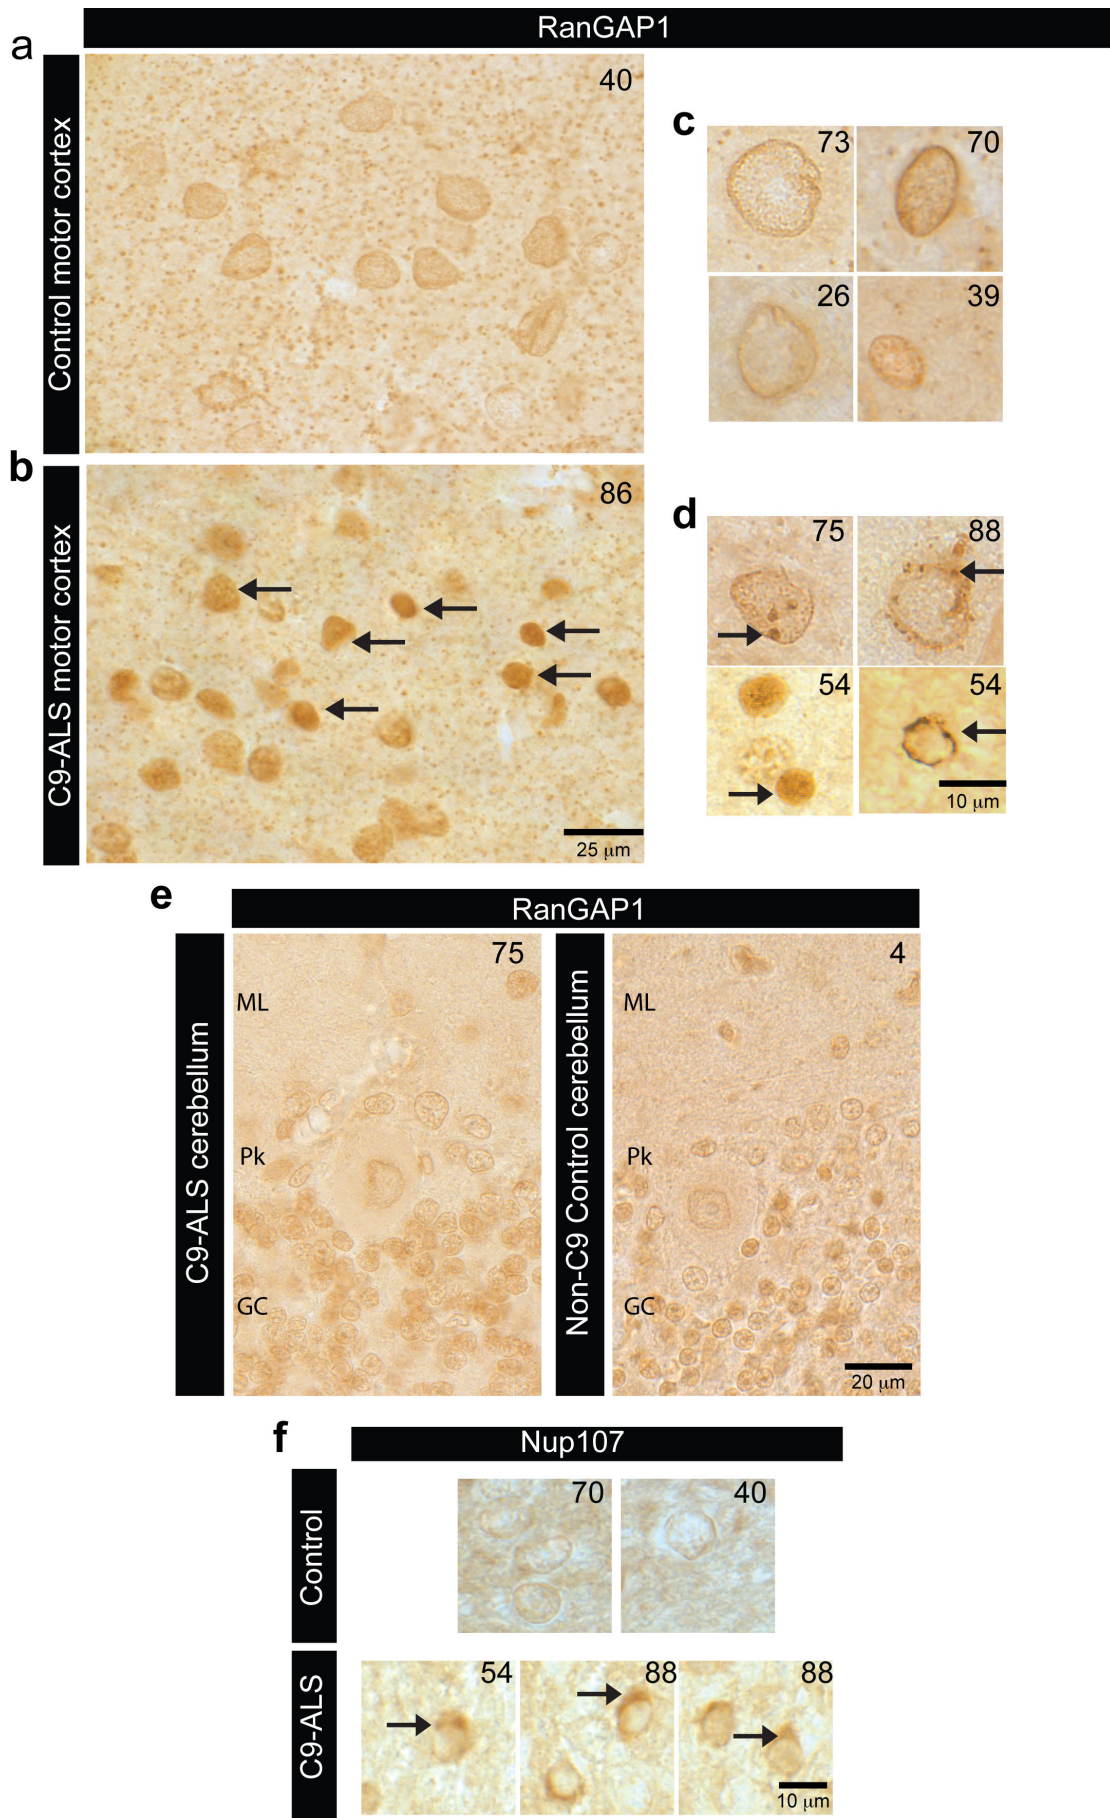 RanGAP1
a
Control motor cortex
40
c
73
70
26
39
b
C9-ALS motor cortex
86
25 μm
d
75
88
54
54
10 μm
e
RanGAP1
C9-ALS cerebellum
75
ML
Pk
GC
Non-C9 Control cerebellum
4
ML
Pk
GC
20 μm
f
Nup107
Control
70
40
C9-ALS
54
88
88
10 μm